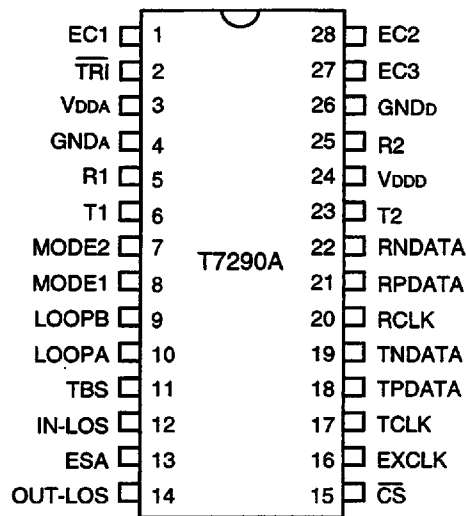 EC1 1 28 EC2
TRI 2 27 EC3
VDDA 3 26 GNDD
GNDA 4 25 R2
R1 5 24 VDDD
T1 6 23 T2
MODE2 7 T7290A 22 RNDATA
MODE1 8 21 RPDATA
LOOPB 9 20 RCLK
LOOPA 10 19 TNDATA
TBS 11 18 TPDATA
IN-LOS 12 17 TCLK
ESA 13 16 EXCLK
OUT-LOS 14 15 CS